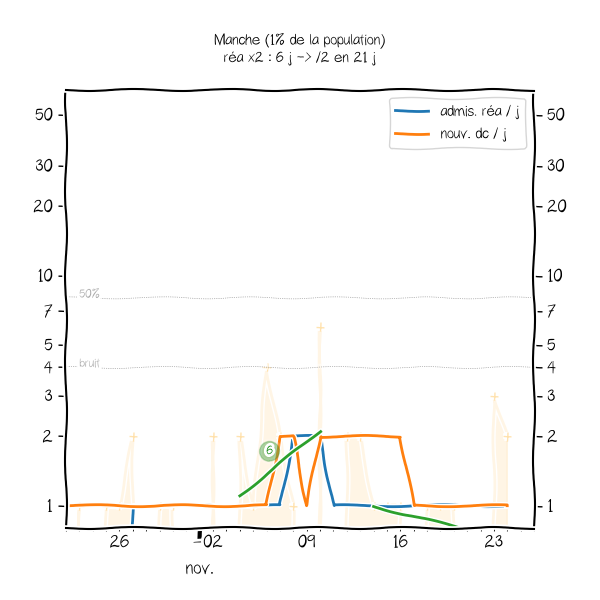 Manche (1% de la population)
réa x2 : 6 j -> /2 en 21 j
admis. réa / j
nouv. dc / j
50 50
30 30
20 20
10 10
50%
7 7
5 5
bruit
4 4
3 3
6
2 2
1 1
26 02 09 16 23
nov.